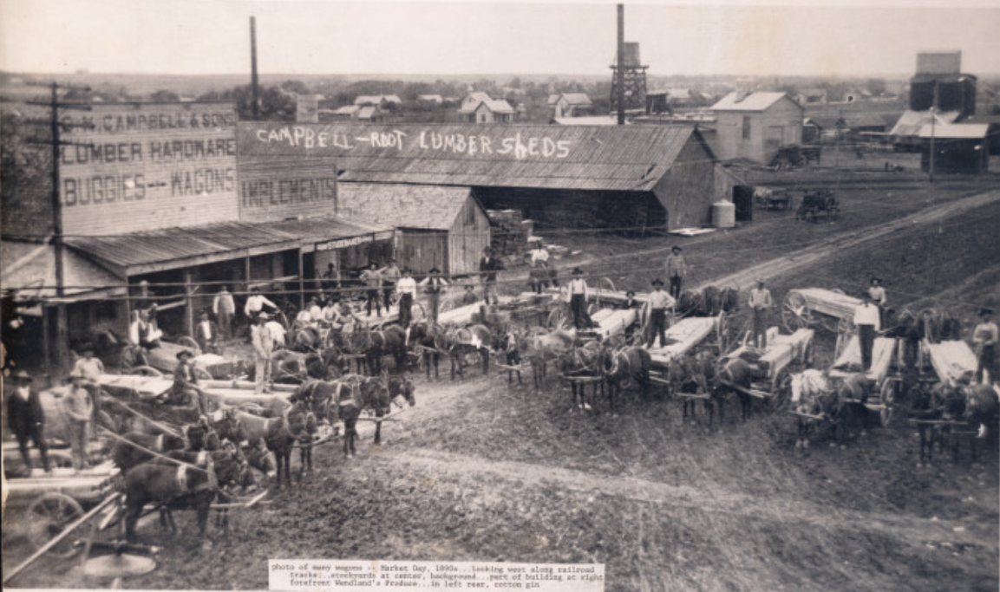 CAMPBELL & SONS
LUMBER HARDWARE
BUGGIES - WAGONS
IMPLEMENTS
CAMPBELL-ROOT LUMBER SHEDS
STUDEBAKER
photo of many wagons -- Market Day, 1890s...looking west along railroad
tracks...stockyards at center, background...part of building at right
forefront Wendland's Produce...in left rear, cotton gin